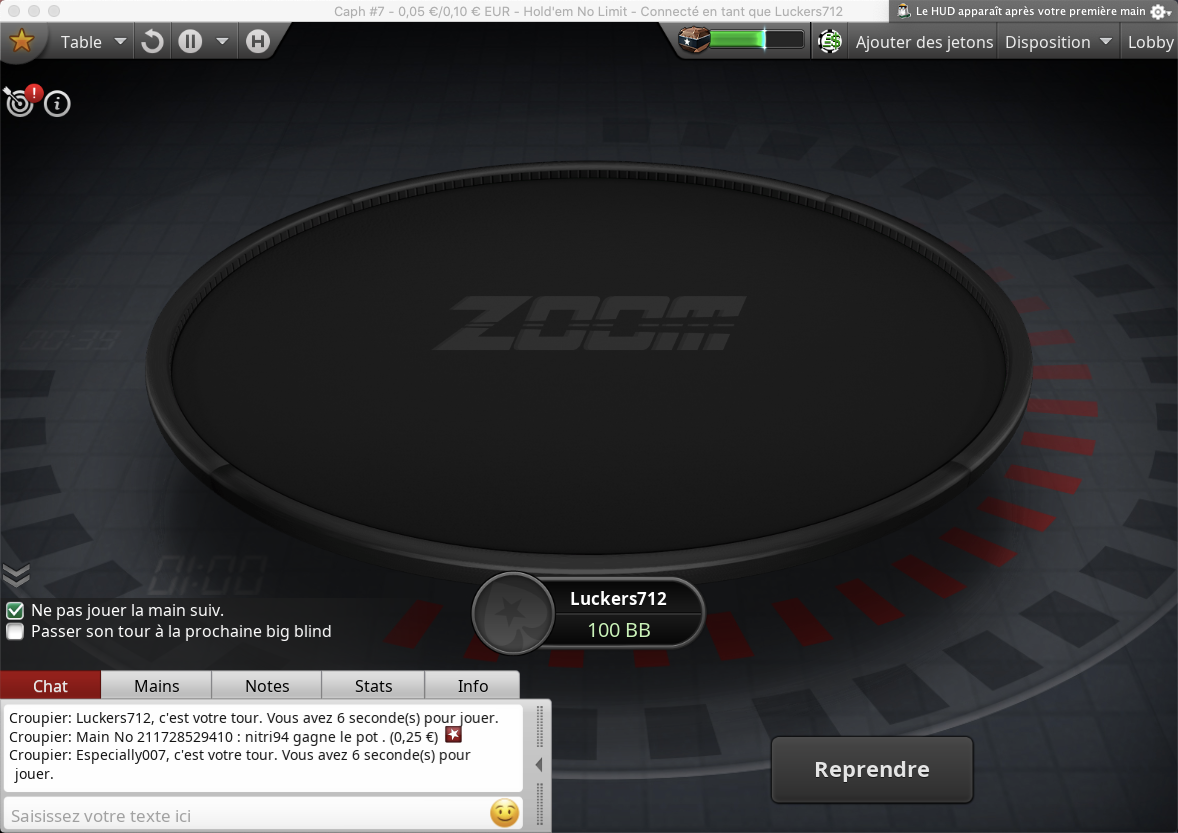 Caph #7 - 0,05 €/0,10 € EUR - Hold'em No Limit - Connecté en tant que Luckers712
Le HUD apparaît après votre première main
Table
H
Ajouter des jetons
Disposition
Lobby
!
i
ZOOM
00:39
01:00
Ne pas jouer la main suiv.
Passer son tour à la prochaine big blind
Luckers712
100 BB
Chat
Mains
Notes
Stats
Info
Croupier: Luckers712, c'est votre tour. Vous avez 6 seconde(s) pour jouer.
Croupier: Main No 211728529410 : nitri94 gagne le pot . (0,25 €)
Croupier: Especially007, c'est votre tour. Vous avez 6 seconde(s) pour
jouer.
Saisissez votre texte ici
Reprendre